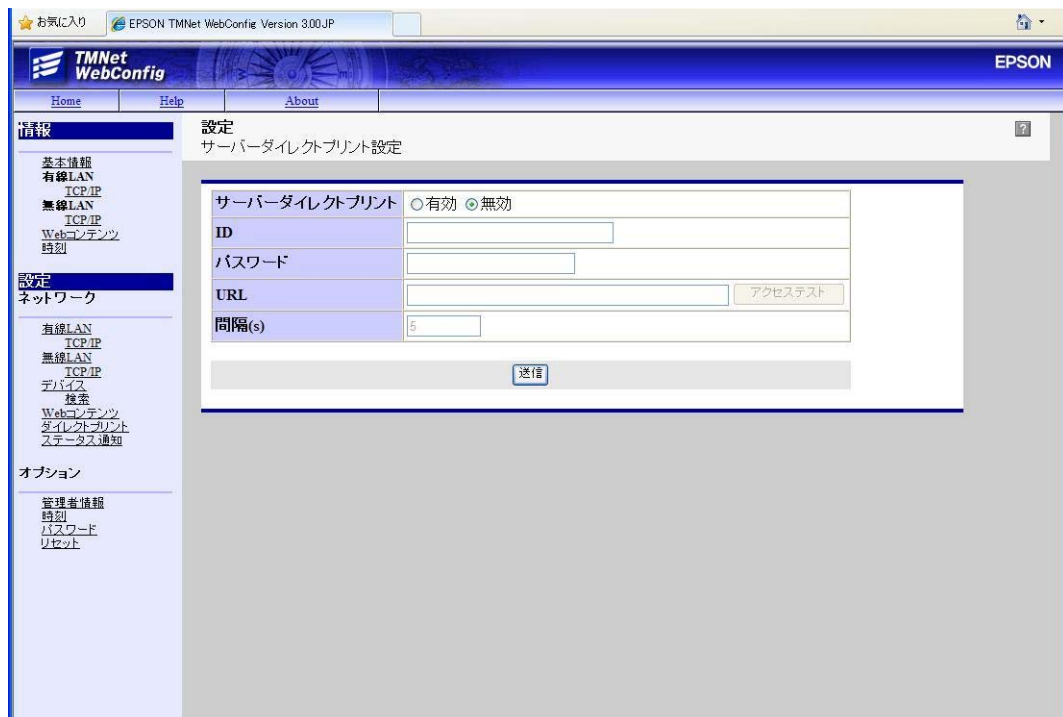 お気に入り
EPSON TMNet WebConfig Version 3.00JP
TMNet
WebConfig
EPSON
Home
Help
About
情報
基本情報
有線LAN
TCP/IP
無線LAN
TCP/IP
Webコンテンツ
時刻
設定
ネットワーク
有線LAN
TCP/IP
無線LAN
TCP/IP
デバイス
検索
Webコンテンツ
ダイレクトプリント
ステータス通知
オプション
管理者情報
時刻
パスワード
リセット
設定
サーバーダイレクトプリント設定
?
サーバーダイレクトプリント 有効 無効
ID
パスワード
URL アクセステスト
間隔(s) 5
送信